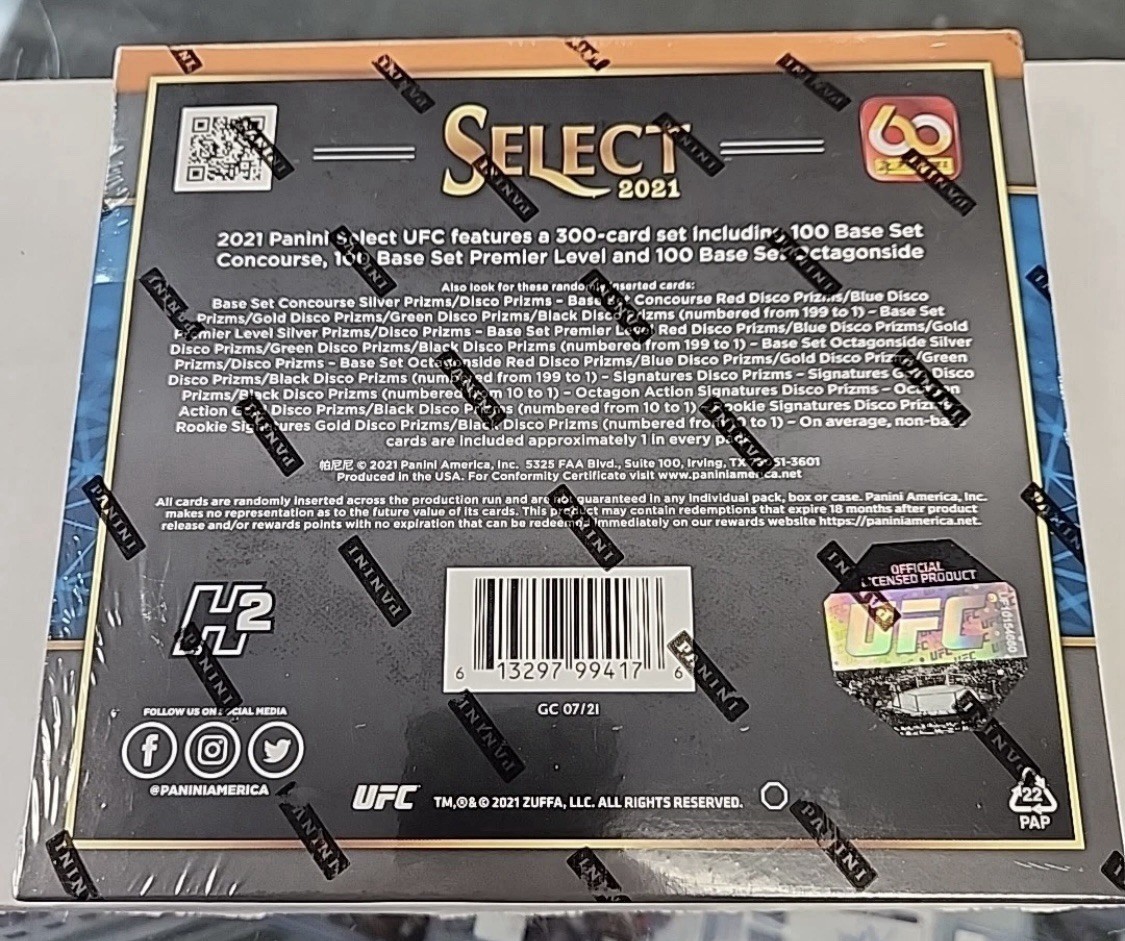 SELECT
2021
60
2021 Panini Select UFC features a 300-card set including 100 Base Set
Concourse, 100 Base Set Premier Level and 100 Base Set Octagonside
Also look for these randomly inserted cards:
Base Set Concourse Silver Prizms/Disco Prizms – Base Set Concourse Red Disco Prizms/Blue Disco
Prizms/Gold Disco Prizms/Green Disco Prizms/Black Disco Prizms (numbered from 199 to 1) – Base Set
Premier Level Silver Prizms/Disco Prizms – Base Set Premier Level Red Disco Prizms/Blue Disco Prizms/Gold
Disco Prizms/Green Disco Prizms/Black Disco Prizms (numbered from 199 to 1) – Base Set Octagonside Silver
Prizms/Disco Prizms – Base Set Octagonside Red Disco Prizms/Blue Disco Prizms/Gold Disco Prizms/Green
Disco Prizms/Black Disco Prizms (numbered from 199 to 1) – Signatures Disco Prizms – Signatures Gold Disco
Prizms/Black Disco Prizms (numbered from 10 to 1) – Octagon Action Signatures Disco Prizms – Octagon
Action Gold Disco Prizms/Black Disco Prizms (numbered from 10 to 1) – Rookie Signatures Disco Prizms
Rookie Signatures Gold Disco Prizms/Black Disco Prizms (numbered from to 1) – On average, non-base
cards are included approximately 1 in every
帕尼尼 © 2021 Panini America, Inc. 5325 FAA Blvd., Suite 100, Irving, TX 51-3601
Produced in the USA. For Conformity Certificate visit www.paniniamerica.net
All cards are randomly inserted across the production run and are guaranteed in any individual pack, box or case. Panini America, Inc.
makes no representation as to the future value of its cards. This product may contain redemptions that expire 18 months after product
release and/or rewards points with no expiration that can be redeemed immediately on our rewards website https://paniniamerica.net.
H2
6 13297 99417 6
GC 07/21
OFFICIAL
LICENSED PRODUCT
UFC
FOLLOW US ON SOCIAL MEDIA
@PANINIAMERICA
UFC TM,®&© 2021 ZUFFA, LLC. ALL RIGHTS RESERVED.
22
PAP
PANINI